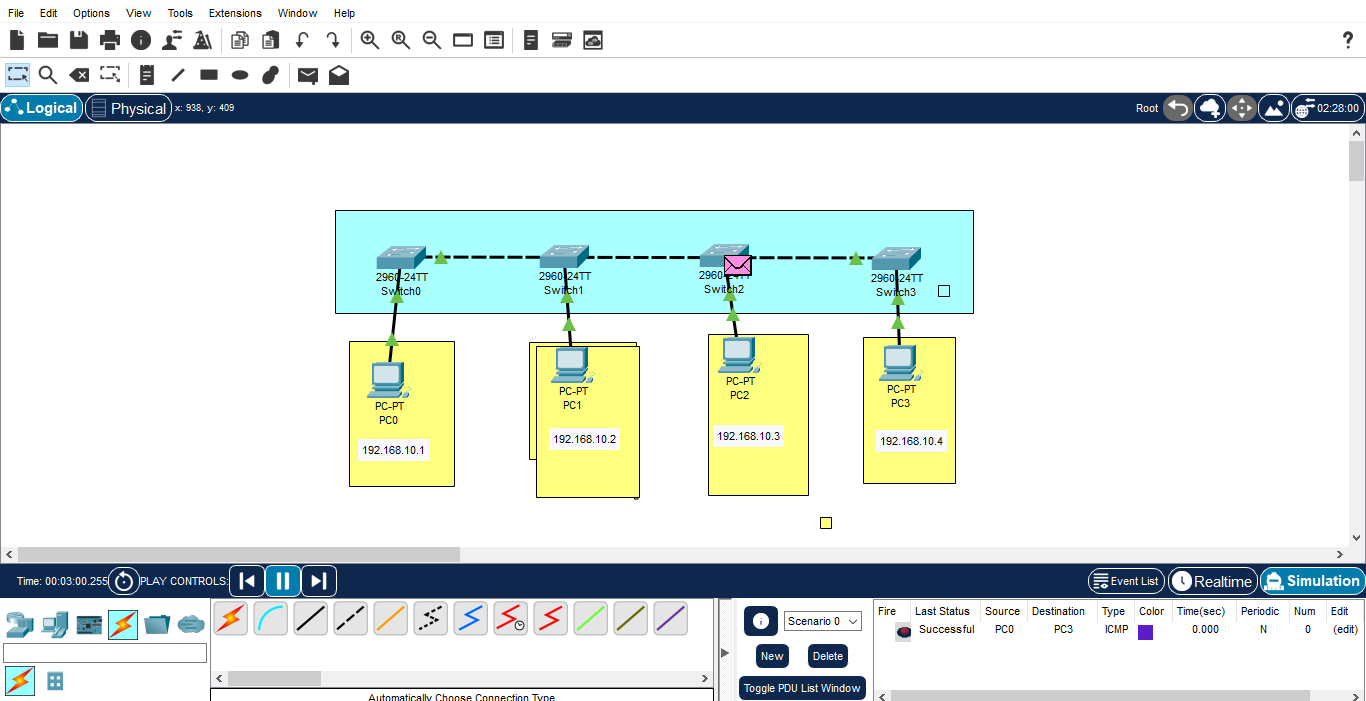 File Edit Options View Tools Extensions Window Help
Logical Physical x: 938, y: 409 Root 02:28:00
2960-24TT
Switch0
2960-24TT
Switch1
2960-24TT
Switch2
2960-24TT
Switch3
PC-PT
PC0
192.168.10.1
PC-PT
PC1
192.168.10.2
PC-PT
PC2
192.168.10.3
PC-PT
PC3
192.168.10.4
Time: 00:03:00.255 PLAY CONTROLS: Event List Realtime Simulation
Scenario 0
New Delete
Toggle PDU List Window
Fire Last Status Source Destination Type Color Time(sec) Periodic Num Edit
Successful PC0 PC3 ICMP 0.000 N 0 (edit)
Automatically Choose Connection Type